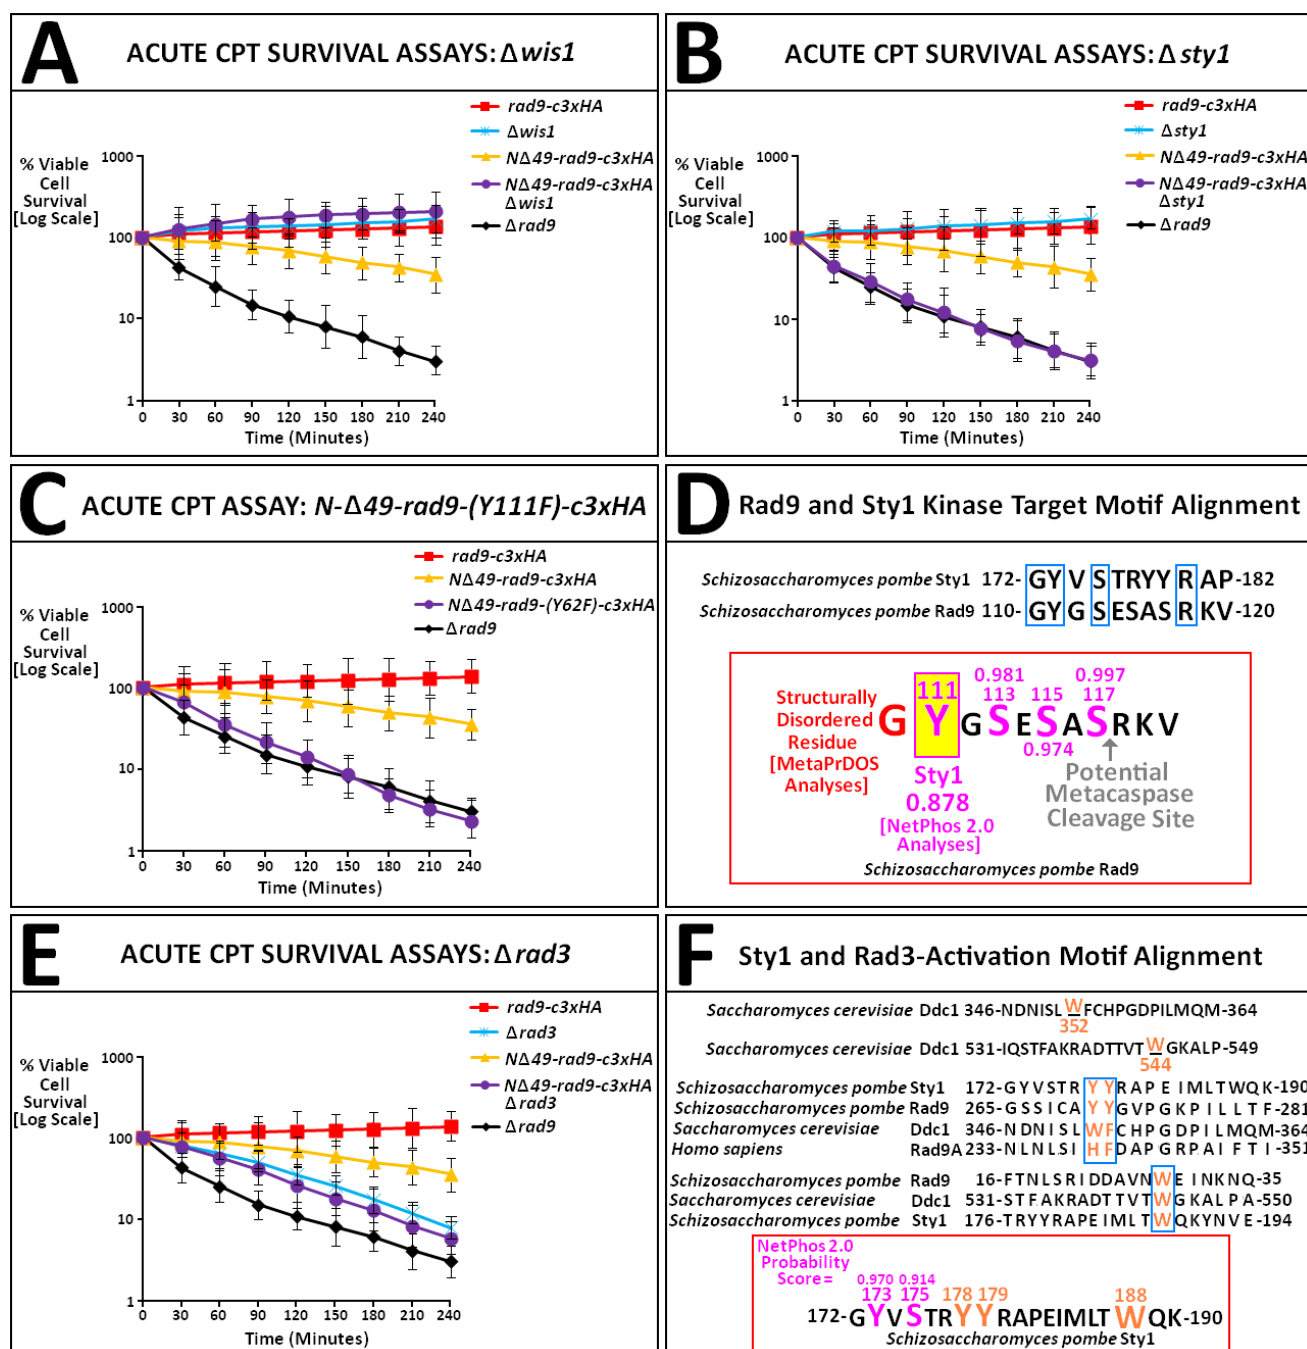 A ACUTE CPT SURVIVAL ASSAYS: Δwis1
rad9-c3xHA
Δwis1
NΔ49-rad9-c3xHA
NΔ49-rad9-c3xHA
Δwis1
Δrad9
% Viable
Cell
Survival
[Log Scale]
1000
100
10
1
0 30 60 90 120 150 180 210 240
Time (Minutes)
B ACUTE CPT SURVIVAL ASSAYS: Δsty1
rad9-c3xHA
Δsty1
NΔ49-rad9-c3xHA
NΔ49-rad9-c3xHA
Δsty1
Δrad9
% Viable
Cell
Survival
[Log Scale]
1000
100
10
1
0 30 60 90 120 150 180 210 240
Time (Minutes)
C ACUTE CPT ASSAY: N-Δ49-rad9-(Y111F)-c3xHA
rad9-c3xHA
NΔ49-rad9-c3xHA
NΔ49-rad9-(Y62F)-c3xHA
Δrad9
% Viable
Cell
Survival
[Log Scale]
1000
100
10
1
0 30 60 90 120 150 180 210 240
Time (Minutes)
D Rad9 and Sty1 Kinase Target Motif Alignment
Schizosaccharomyces pombe Sty1 172- GYVSTRYYRAP-182
Schizosaccharomyces pombe Rad9 110- GYGSESASRKV-120
Structurally
Disordered
Residue
[MetaPrDOS
Analyses]
0.981 0.997
111 113 115 117
G Y G S E S A S R K V
0.974
Sty1
0.878
[NetPhos 2.0
Analyses]
Potential
Metacaspase
Cleavage Site
Schizosaccharomyces pombe Rad9
E ACUTE CPT SURVIVAL ASSAYS: Δrad3
rad9-c3xHA
Δrad3
NΔ49-rad9-c3xHA
NΔ49-rad9-c3xHA
Δrad3
Δrad9
% Viable
Cell
Survival
[Log Scale]
1000
100
10
1
0 30 60 90 120 150 180 210 240
Time (Minutes)
F Sty1 and Rad3-Activation Motif Alignment
Saccharomyces cerevisiae Ddc1 346-NDNISLWFCHPGDPILMQM-364
352
Saccharomyces cerevisiae Ddc1 531-IQSTFAKRADTTVTWGKALP-549
544
Schizosaccharomyces pombe Sty1 172-GYVSTRYYRAPEIMLTWQK-190
Schizosaccharomyces pombe Rad9 265-GSSICAYYGVPGKPILLTF-281
Saccharomyces cerevisiae Ddc1 346-NDNISLWFCHPGDPILMQM-364
Homo sapiens Rad9A 233-NLNLSIHFDAPGRPAIFTI-351
Schizosaccharomyces pombe Rad9 16-FTNLSRIDDAVNWEINKNQ-35
Saccharomyces cerevisiae Ddc1 531-STFAKRADTTVTWGKALPA-550
Schizosaccharomyces pombe Sty1 176-TRYYRAPEIMLTWQKYNVE-194
NetPhos 2.0
Probability
Score = 0.970 0.914
173 175 178 179 188
172-GYVSTRYYRAPEIMLTWQK-190
Schizosaccharomyces pombe Sty1